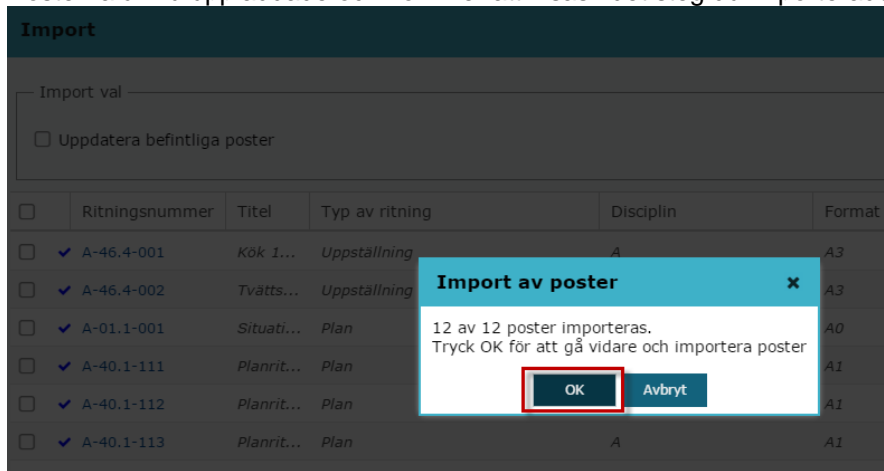 Import
Import val
Uppdatera befintliga poster
Ritningsnummer Titel Typ av ritning Disciplin Format
A-46.4-001 Kök 1... Uppställning A A3
A-46.4-002 Tvätts... Uppställning A3
A-01.1-001 Situati... Plan A0
A-40.1-111 Planrit... Plan A1
A-40.1-112 Planrit... Plan A1
A-40.1-113 Planrit... Plan A A1
Import av poster
12 av 12 poster importeras.
Tryck OK för att gå vidare och importera poster
OK Avbryt